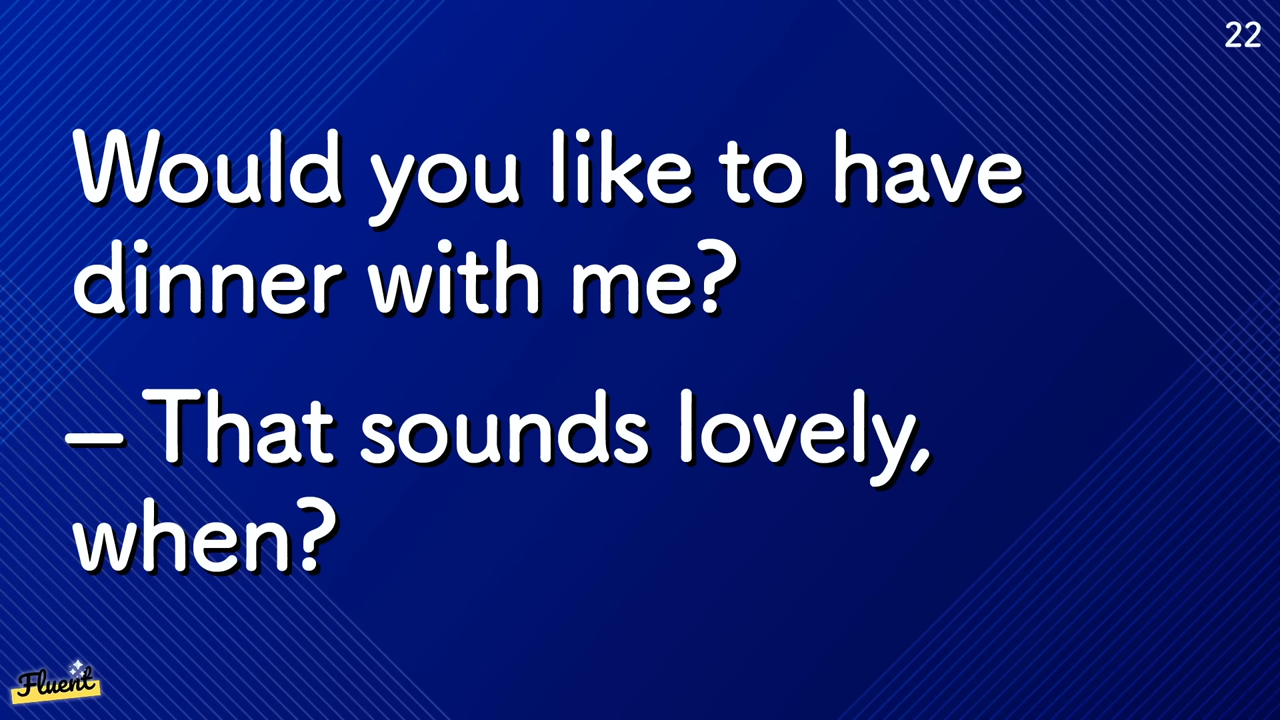 22
Would you like to have
dinner with me?
– That sounds lovely,
when?
Fluent